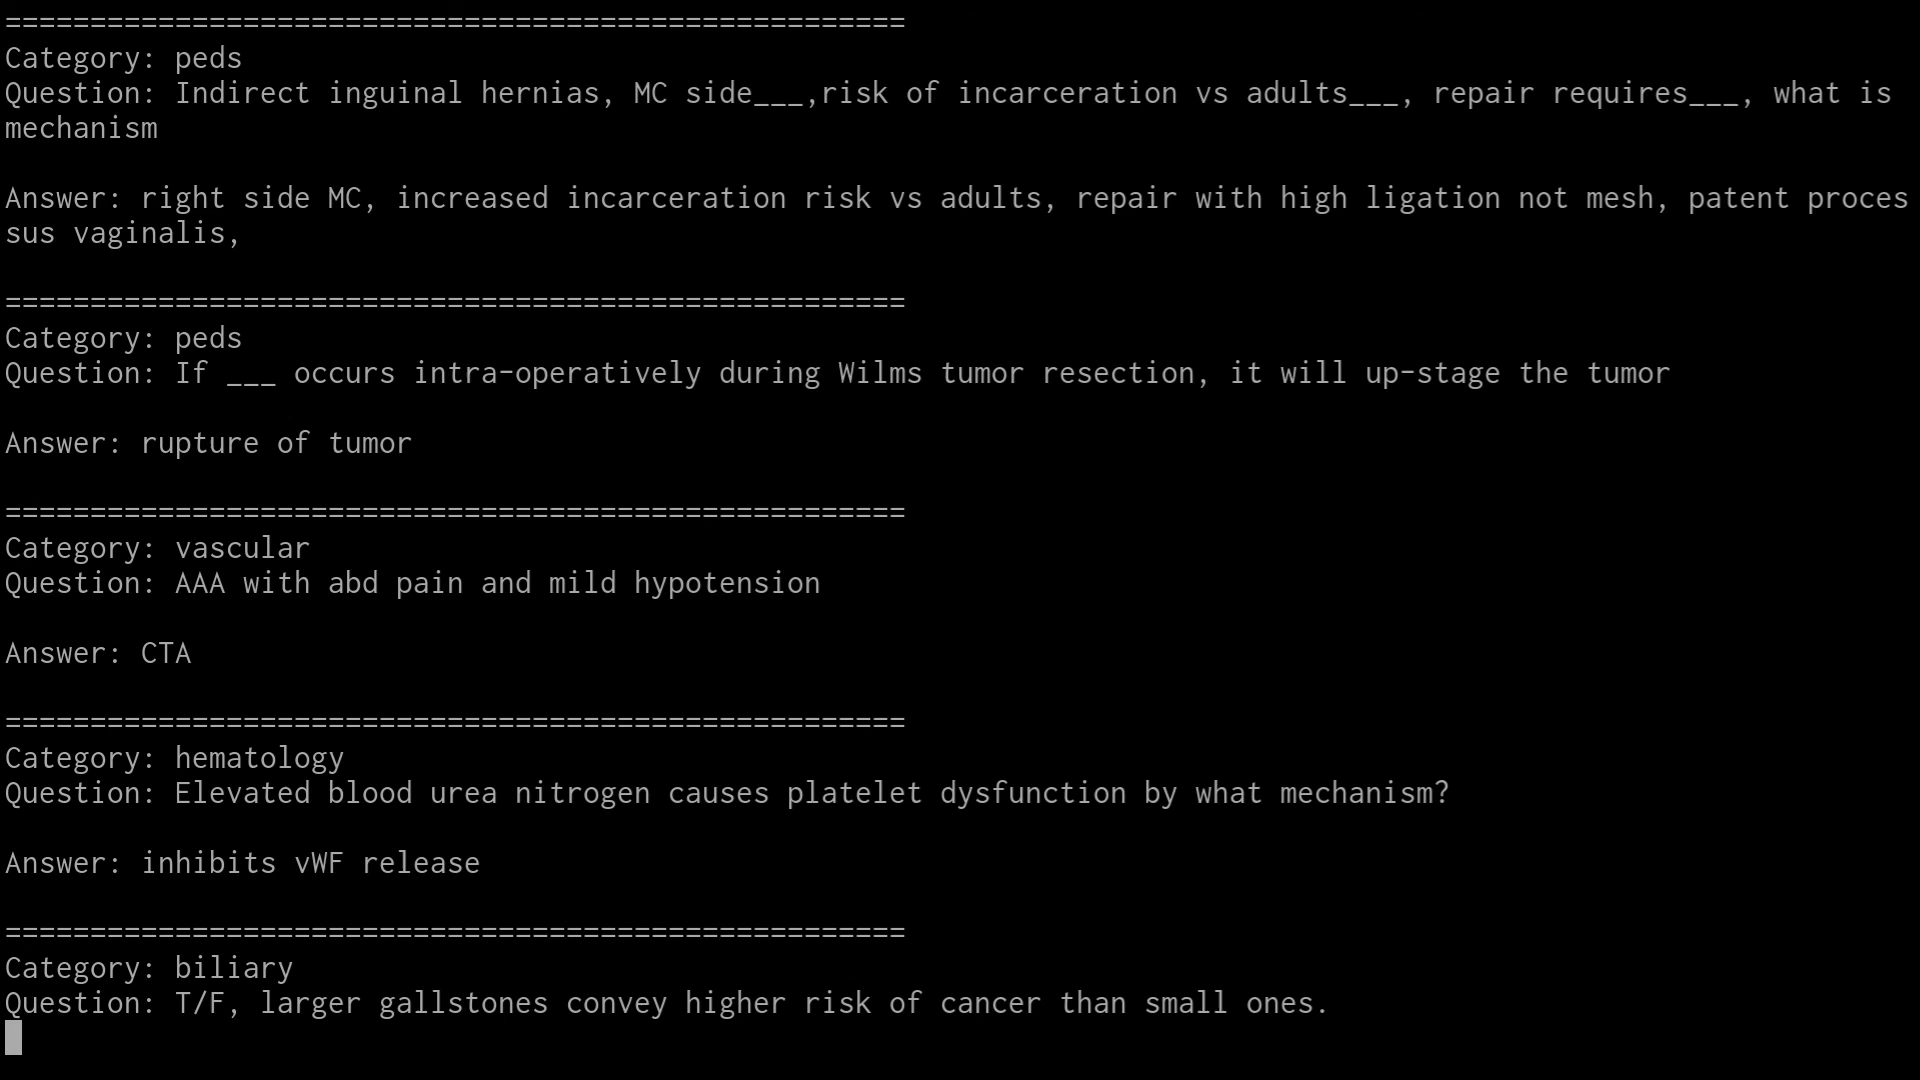 =====================================================
Category: peds
Question: Indirect inguinal hernias, MC side___,risk of incarceration vs adults___, repair requires___, what is
mechanism
Answer: right side MC, increased incarceration risk vs adults, repair with high ligation not mesh, patent proces
sus vaginalis,
=====================================================
Category: peds
Question: If ___ occurs intra-operatively during Wilms tumor resection, it will up-stage the tumor
Answer: rupture of tumor
=====================================================
Category: vascular
Question: AAA with abd pain and mild hypotension
Answer: CTA
=====================================================
Category: hematology
Question: Elevated blood urea nitrogen causes platelet dysfunction by what mechanism?
Answer: inhibits vWF release
=====================================================
Category: biliary
Question: T/F, larger gallstones convey higher risk of cancer than small ones.